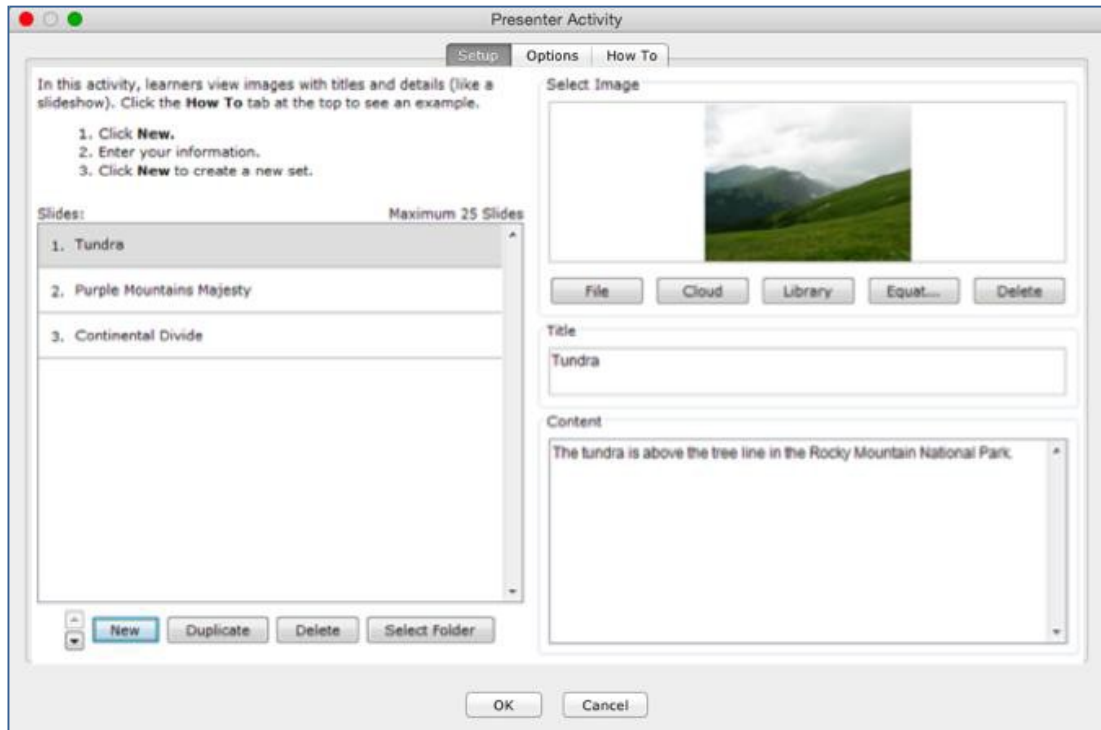 Presenter Activity
Setup Options How To
In this activity, learners view images with titles and details (like a
slideshow). Click the How To tab at the top to see an example.
1. Click New.
2. Enter your information.
3. Click New to create a new set.
Slides: Maximum 25 Slides
1. Tundra
2. Purple Mountains Majesty
3. Continental Divide
New Duplicate Delete Select Folder
Select Image
File Cloud Library Equat... Delete
Title
Tundra
Content
The tundra is above the tree line in the Rocky Mountain National Park.
OK Cancel